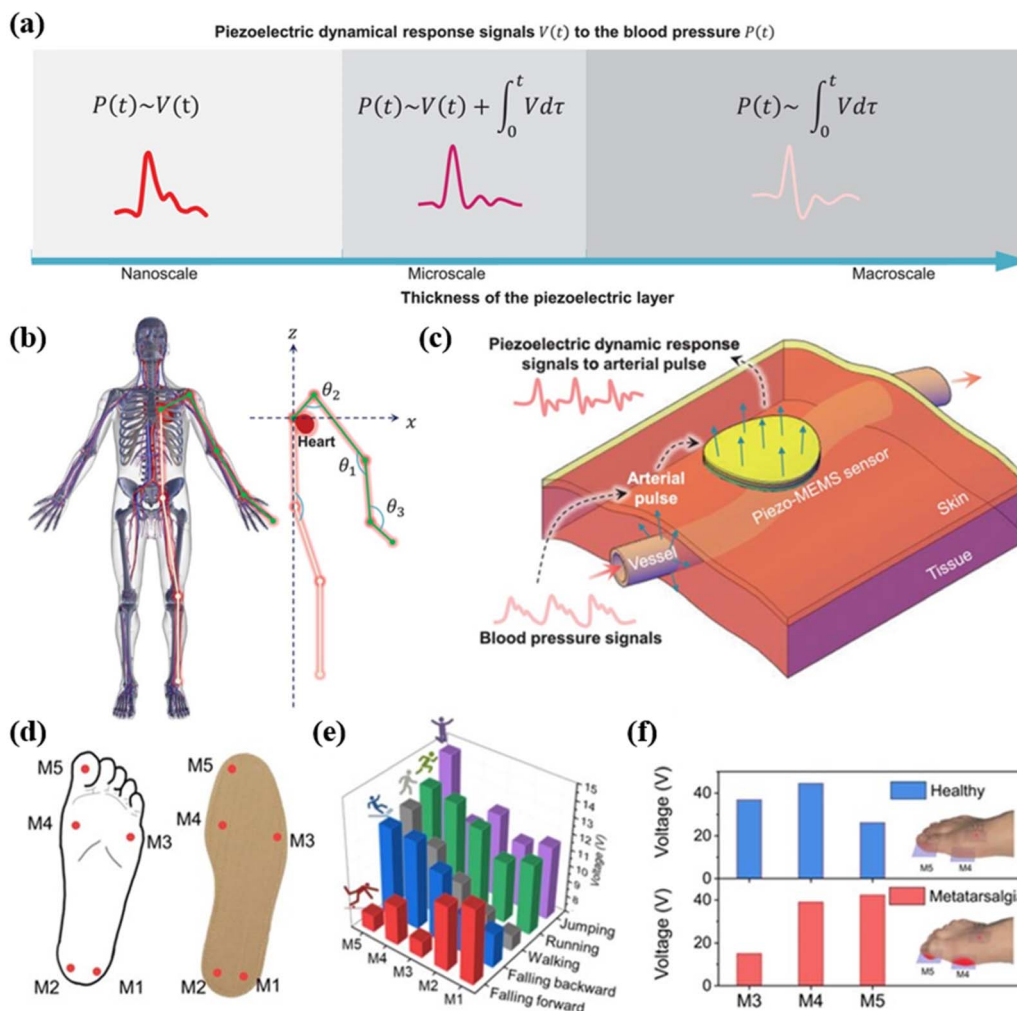 (a)
Piezoelectric dynamical response signals V(t) to the blood pressure P(t)
P(t)~V(t)
P(t)~V(t) + ∫₀ᵗ Vdτ
P(t)~ ∫₀ᵗ Vdτ
Nanoscale
Microscale
Macroscale
Thickness of the piezoelectric layer
(b)
z
x
θ₂
Heart
θ₁
θ₃
(c)
Piezoelectric dynamic response
signals to arterial pulse
Arterial
pulse
Piezo-MEMS sensor
Skin
Vessel
Tissue
Blood pressure signals
(d)
M5
M4
M3
M2
M1
M5
M4
M3
M2
M1
(e)
15
14
13
12
11
10
9
8
Voltage (V)
Jumping
Running
Walking
Falling backward
Falling forward
M5
M4
M3
M2
M1
(f)
Voltage (V)
40
20
0
Healthy
M5
M4
Voltage (V)
40
20
0
Metatarsalgia
M5
M4
M3
M4
M5